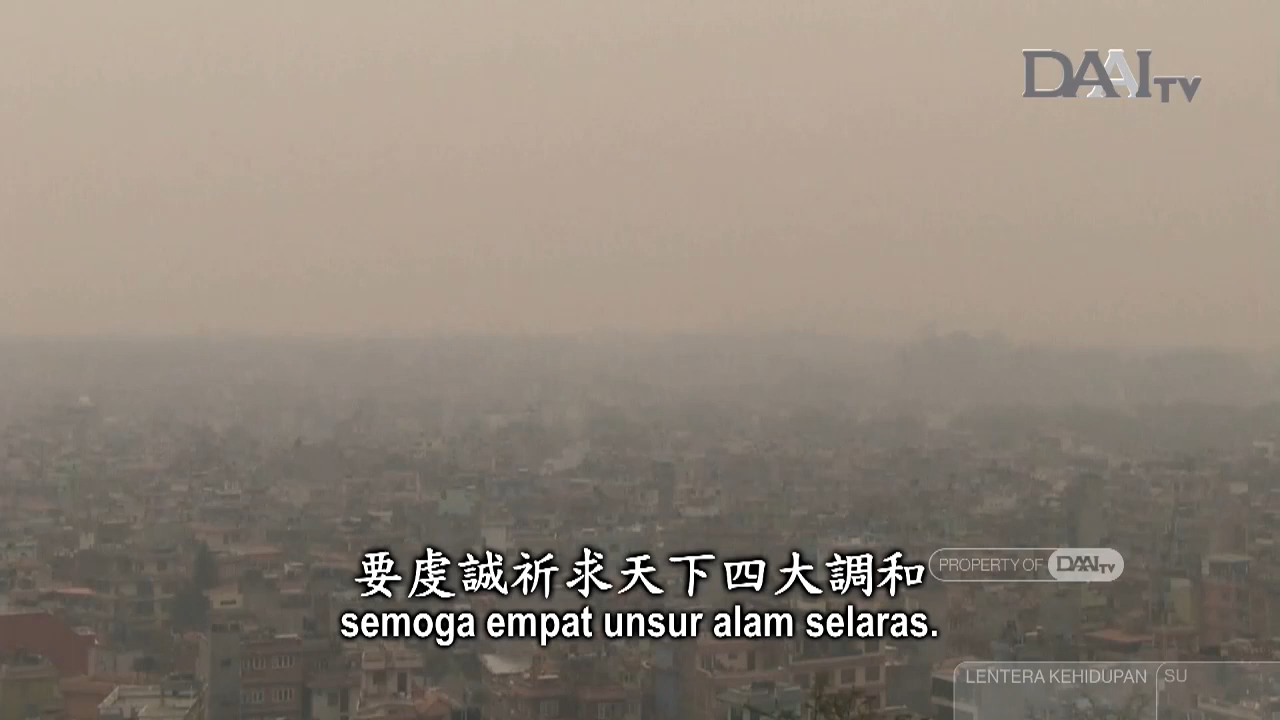 DAAI TV
要虔誠祈求天下四大調和
PROPERTY OF DAAI TV
semoga empat unsur alam selaras.
LENTERA KEHIDUPAN SU